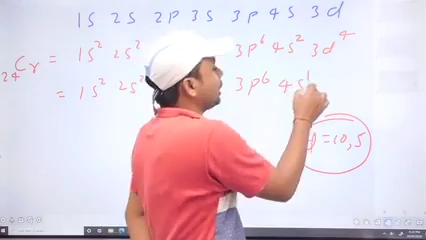 1S 2S 2P 3S 3P 4S 3d
24Cr = 1S² 2S² 3P⁶ 4S² 3d⁴
= 1S² 2S² 3P⁶ 4S¹
= 10, 5